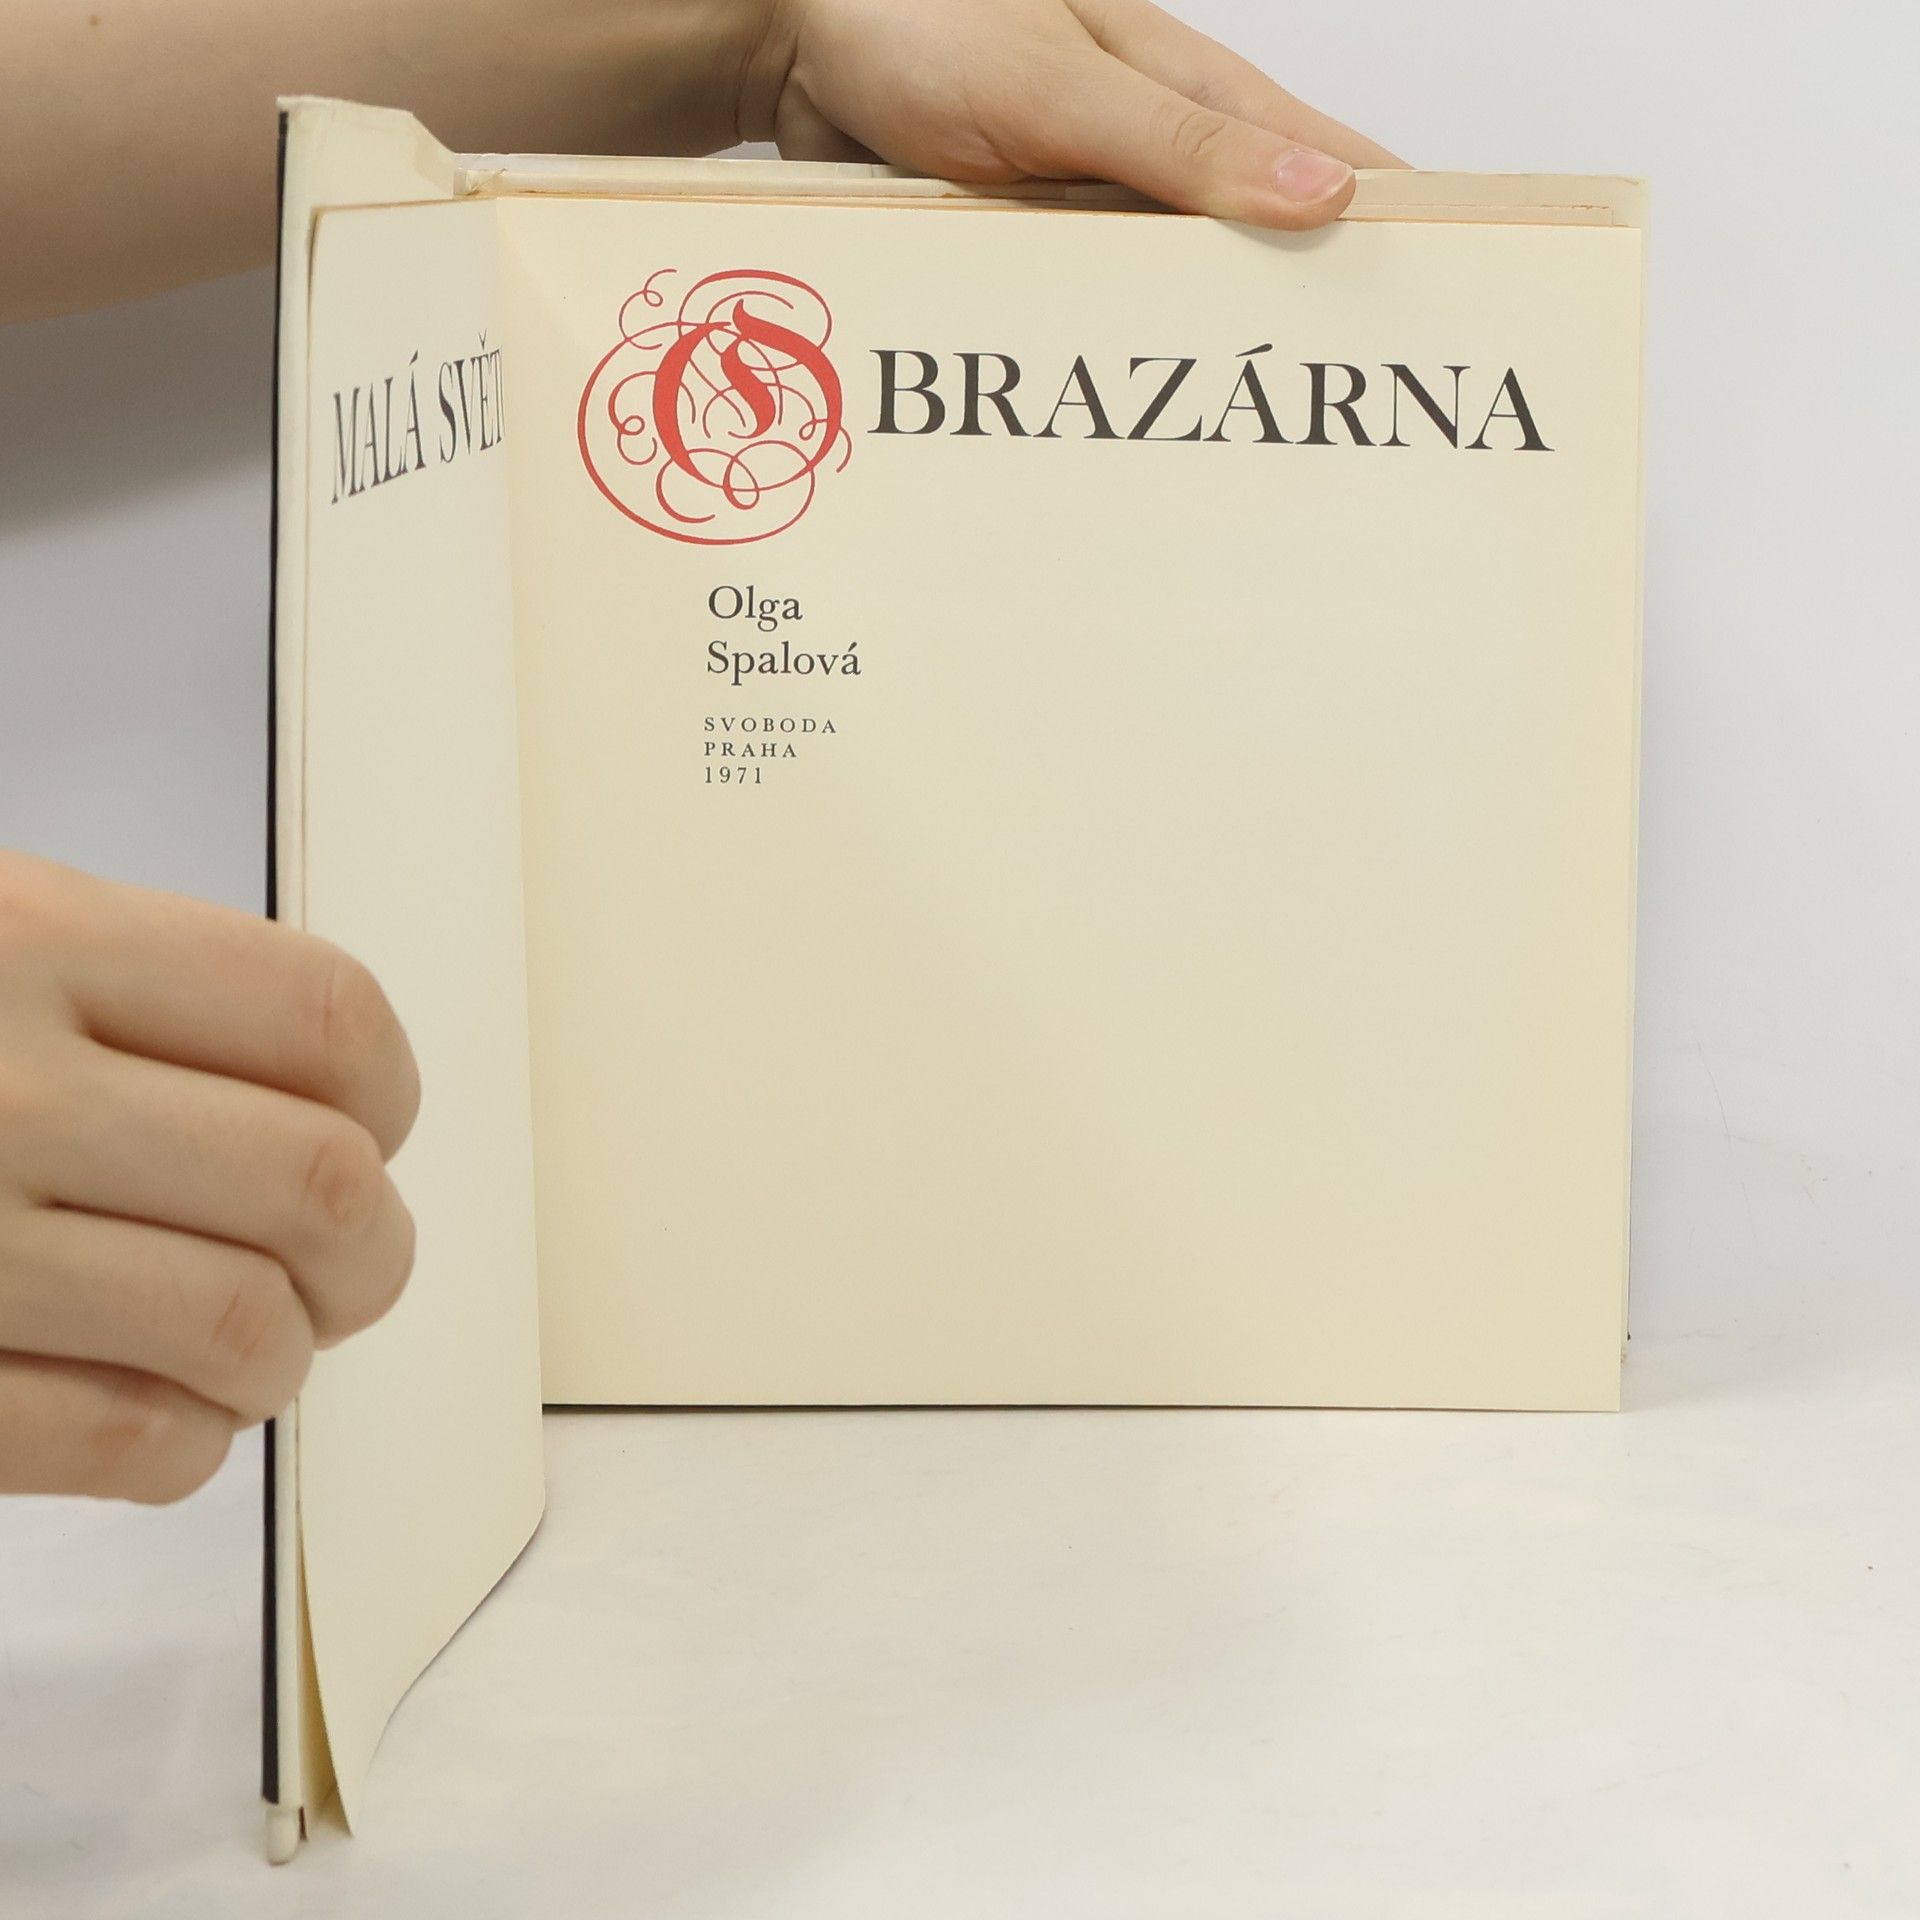 MALÁ SVĚT
OBRAZÁRNA
Olga
Spalová
SVOBODA
PRAHA
1971